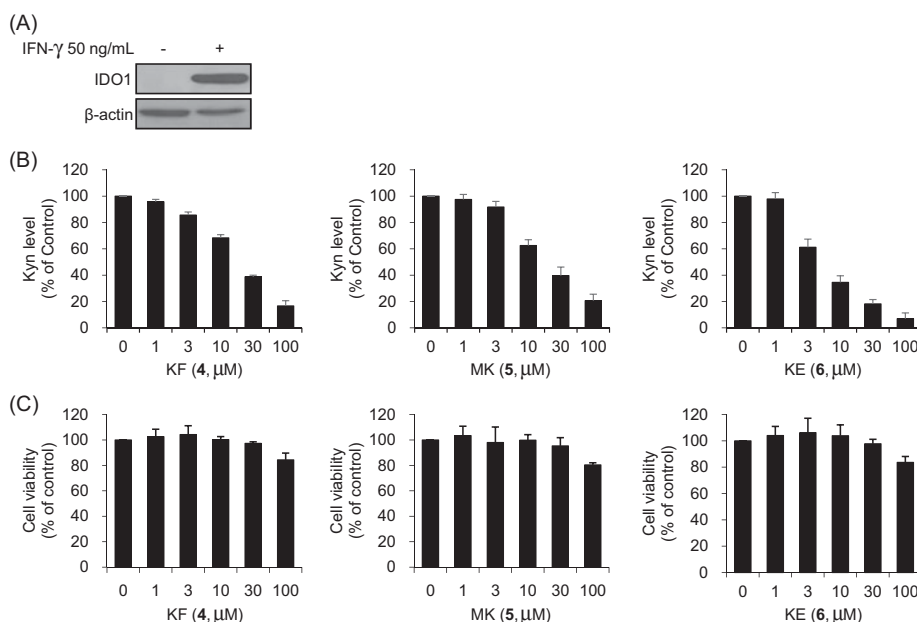 (A)
IFN-γ 50 ng/mL - +
IDO1
β-actin
(B)
Kyn level
(% of Control)
120
100
80
60
40
20
0
0 1 3 10 30 100
KF (4, μM)
Kyn level
(% of Control)
120
100
80
60
40
20
0
0 1 3 10 30 100
MK (5, μM)
Kyn level
(% of Control)
120
100
80
60
40
20
0
0 1 3 10 30 100
KE (6, μM)
(C)
Cell viability
(% of control)
120
100
80
60
40
20
0
0 1 3 10 30 100
KF (4, μM)
Cell viability
(% of control)
120
100
80
60
40
20
0
0 1 3 10 30 100
MK (5, μM)
Cell viability
(% of control)
120
100
80
60
40
20
0
0 1 3 10 30 100
KE (6, μM)